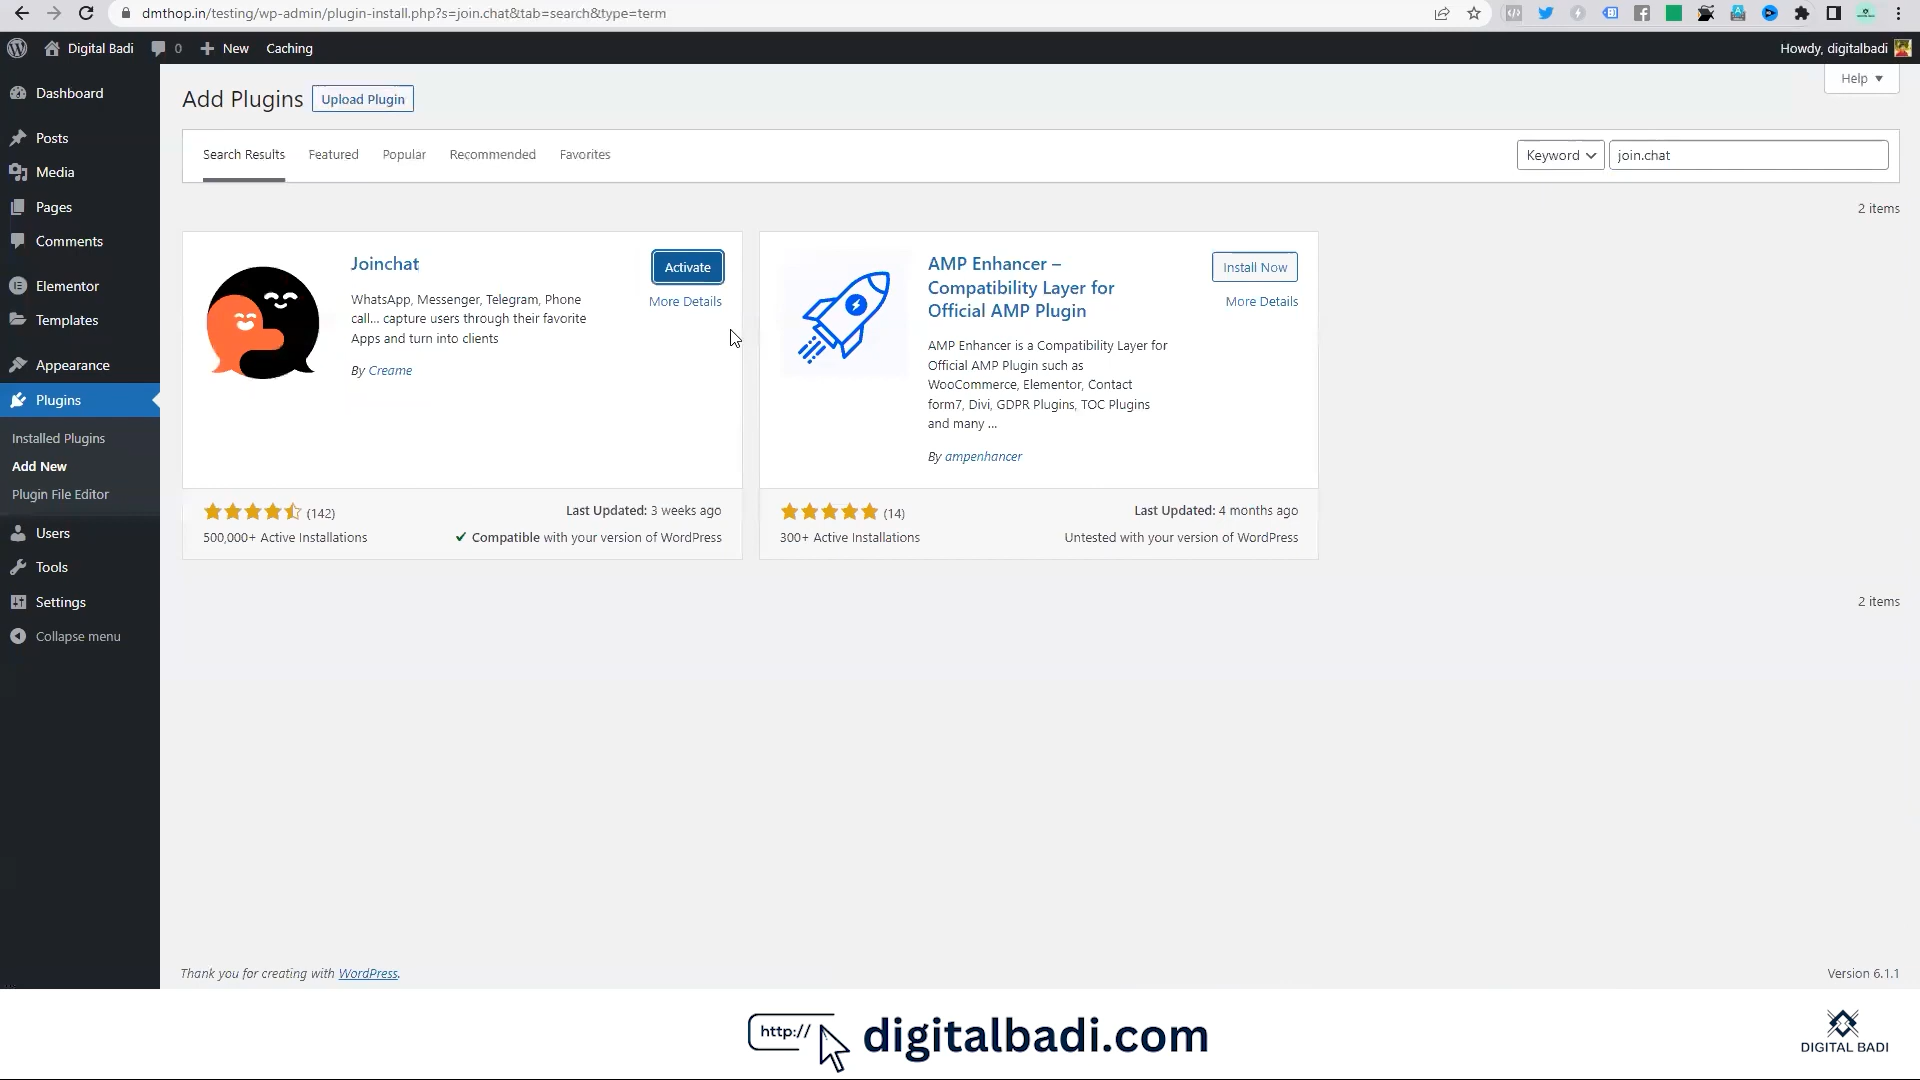 dmthop.in/testing/wp-admin/plugin-install.php?s=join.chat&tab=search&type=term
Digital Badi
0
New
Caching
Howdy, digitalbadi
Help
Dashboard
Posts
Media
Pages
Comments
Elementor
Templates
Appearance
Plugins
Installed Plugins
Add New
Plugin File Editor
Users
Tools
Settings
Collapse menu
Add Plugins
Upload Plugin
Search Results
Featured
Popular
Recommended
Favorites
Keyword
join.chat
2 items
Joinchat
Activate
More Details
WhatsApp, Messenger, Telegram, Phone
call... capture users through their favorite
Apps and turn into clients
By Creame
(142)
Last Updated: 3 weeks ago
500,000+ Active Installations
Compatible with your version of WordPress
AMP Enhancer –
Compatibility Layer for
Official AMP Plugin
Install Now
More Details
AMP Enhancer is a Compatibility Layer for
Official AMP Plugin such as
WooCommerce, Elementor, Contact
form7, Divi, GDPR Plugins, TOC Plugins
and many ...
By ampenhancer
(14)
Last Updated: 4 months ago
300+ Active Installations
Untested with your version of WordPress
2 items
Thank you for creating with WordPress.
Version 6.1.1
http://
digitalbadi.com
DIGITAL BADI